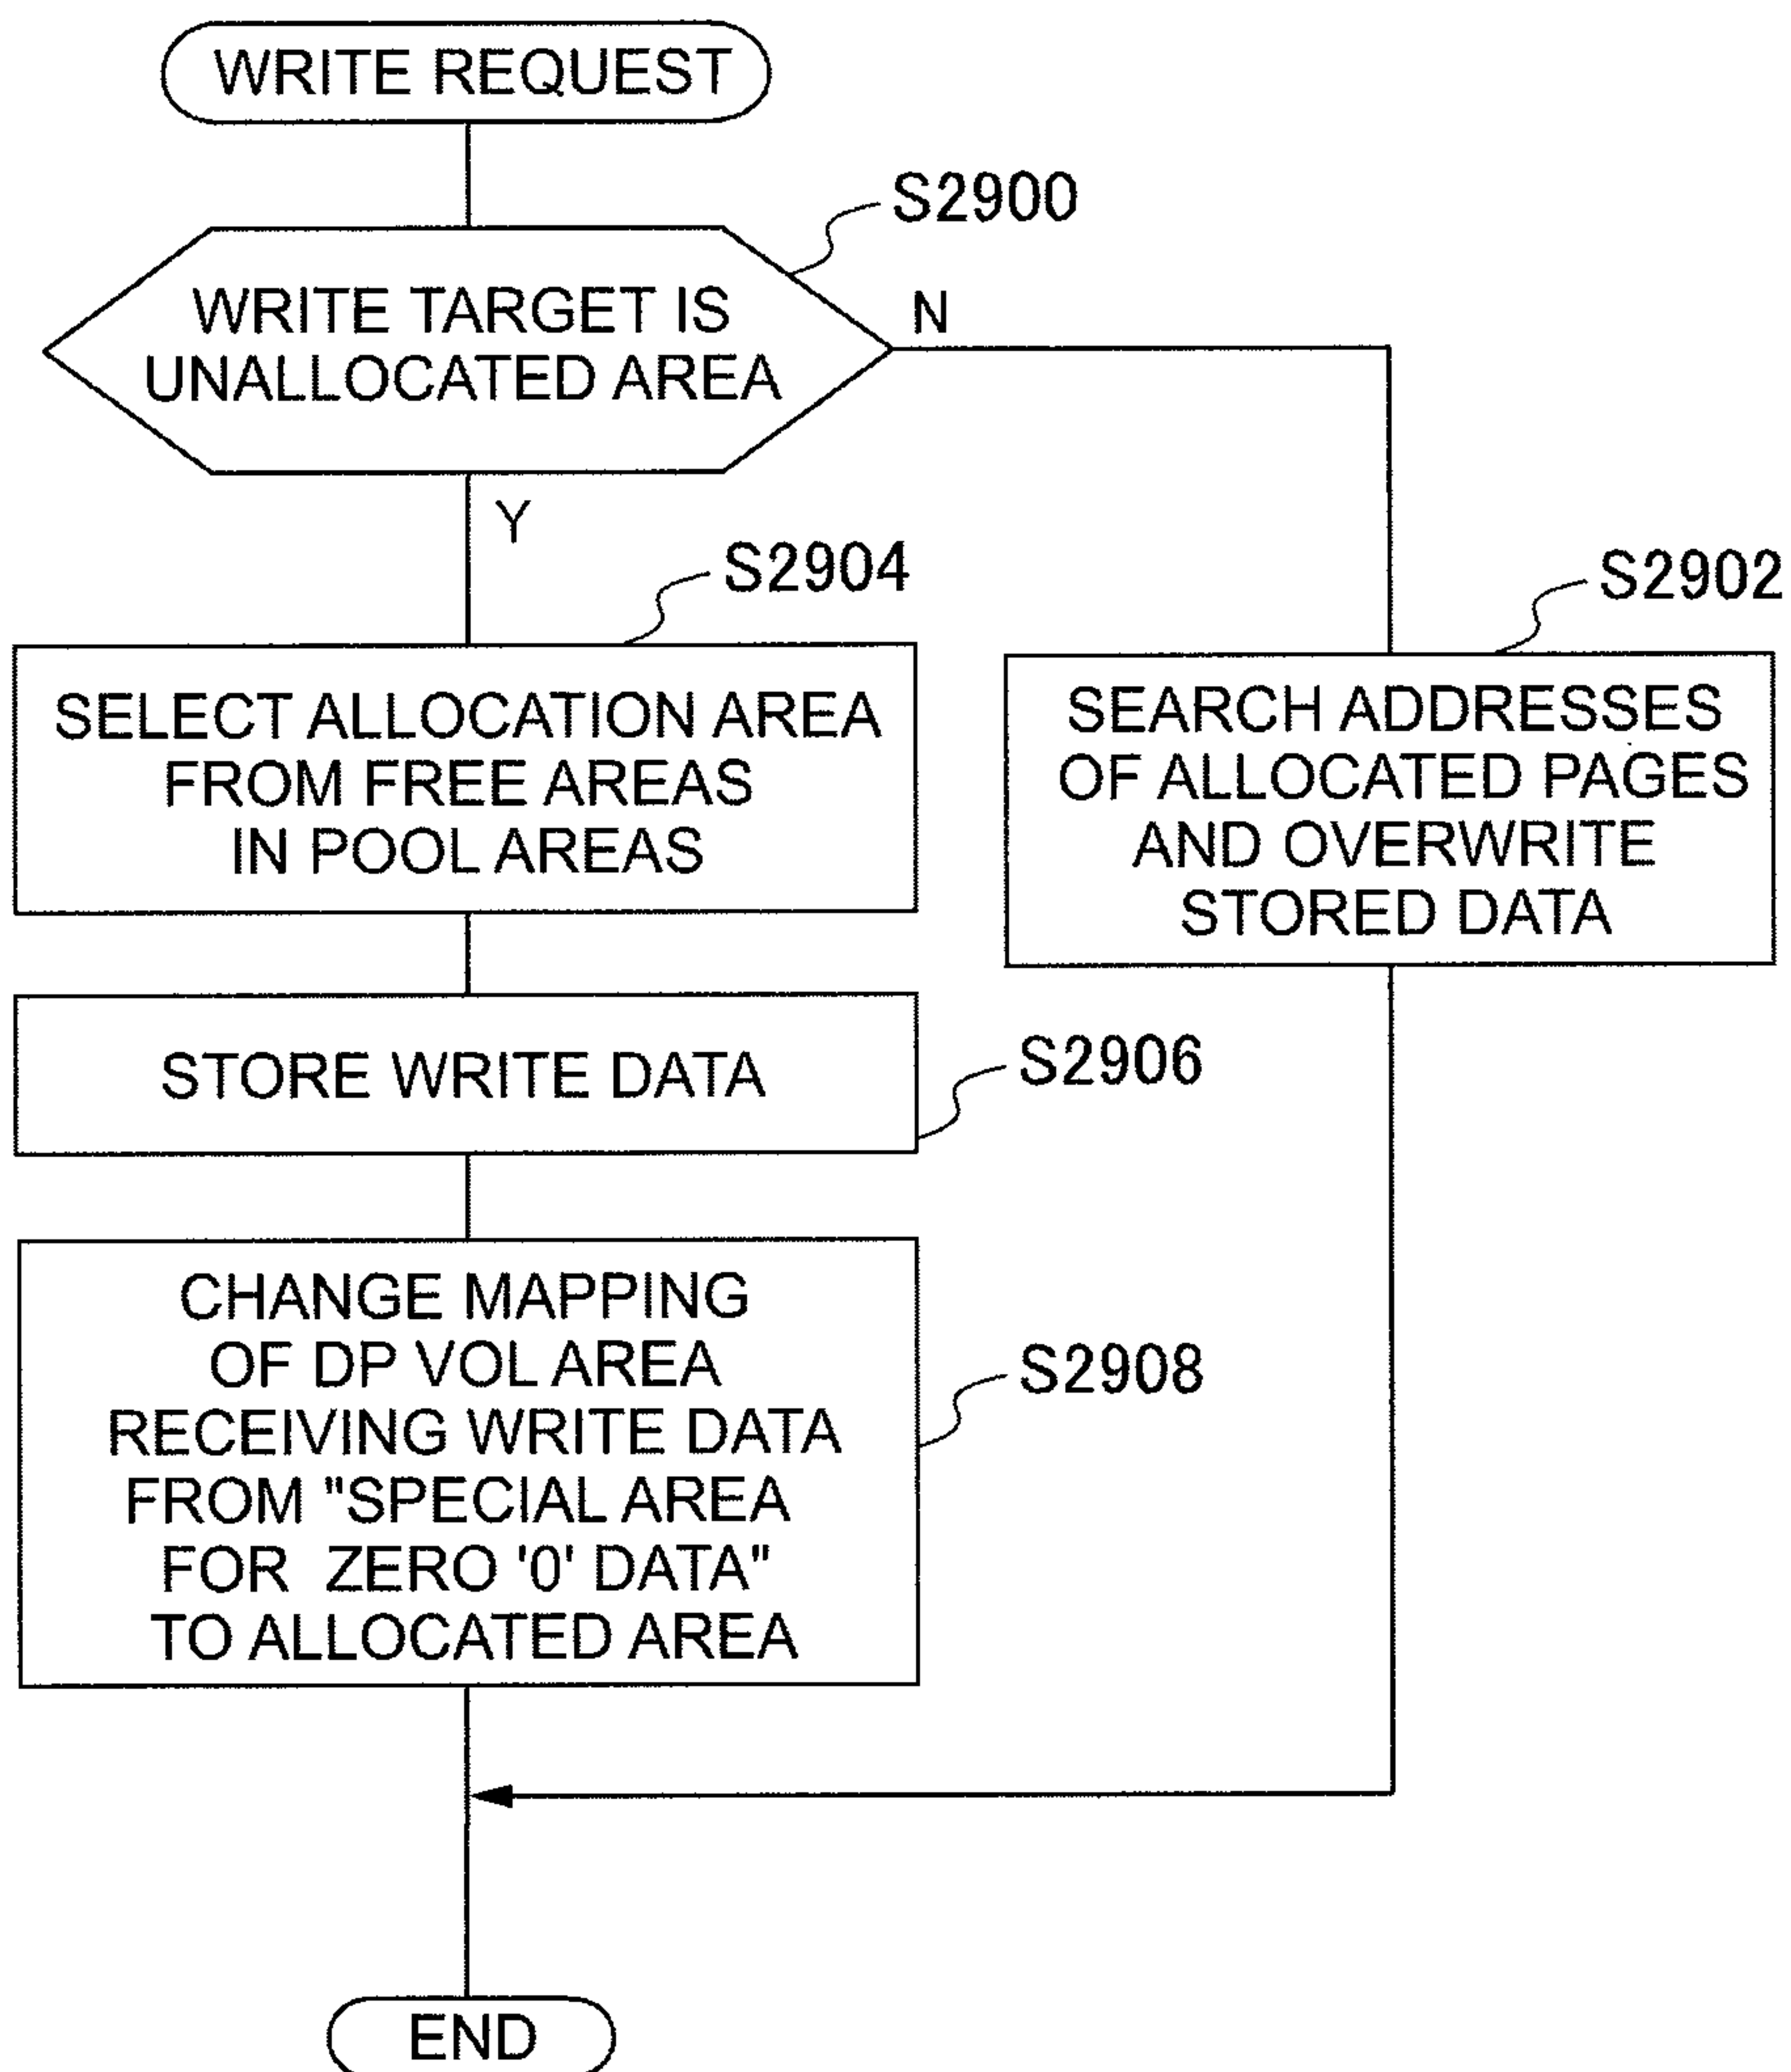 WRITE REQUEST
S2900
WRITE TARGET IS
UNALLOCATED AREA
N
Y
S2904
S2902
SELECT ALLOCATION AREA
FROM FREE AREAS
IN POOL AREAS
SEARCH ADDRESSES
OF ALLOCATED PAGES
AND OVERWRITE
STORED DATA
STORE WRITE DATA
S2906
CHANGE MAPPING
OF DP VOL AREA
RECEIVING WRITE DATA
FROM "SPECIAL AREA
FOR ZERO '0' DATA"
TO ALLOCATED AREA
S2908
END